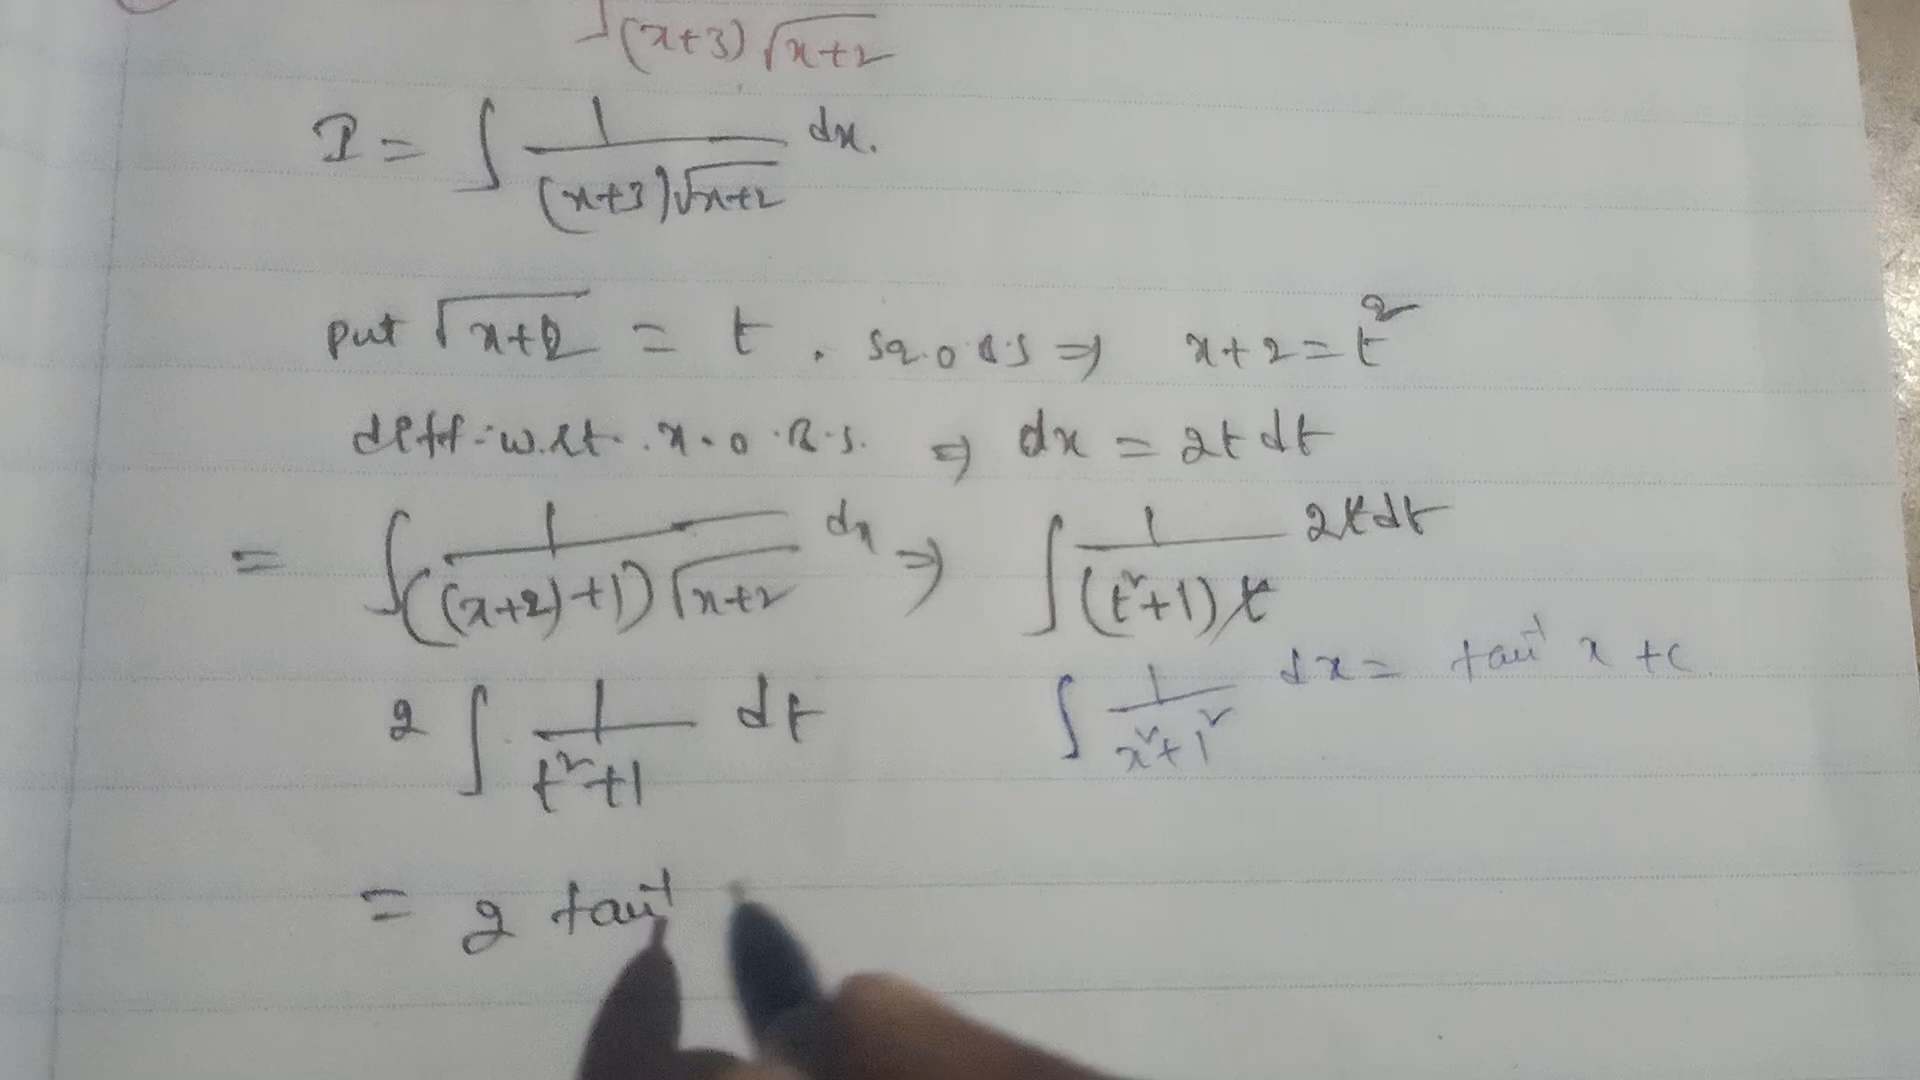 ∫(x+3)√x+2
I = ∫ 1/((x+3)√x+2) dx.
put √x+2 = t . sq.o.B.S ⇒ x+2 = t²
diff. w.r.t. x. o. B.S. ⇒ dx = 2t dt
= ∫ 1/(((x+2)+1)√x+2) dx ⇒ ∫ 1/((t²+1) t) 2t dt
2 ∫ 1/(t²+1) dt ∫ 1/(x²+1²) dx = tan⁻¹ x + c
= 2 tan⁻¹